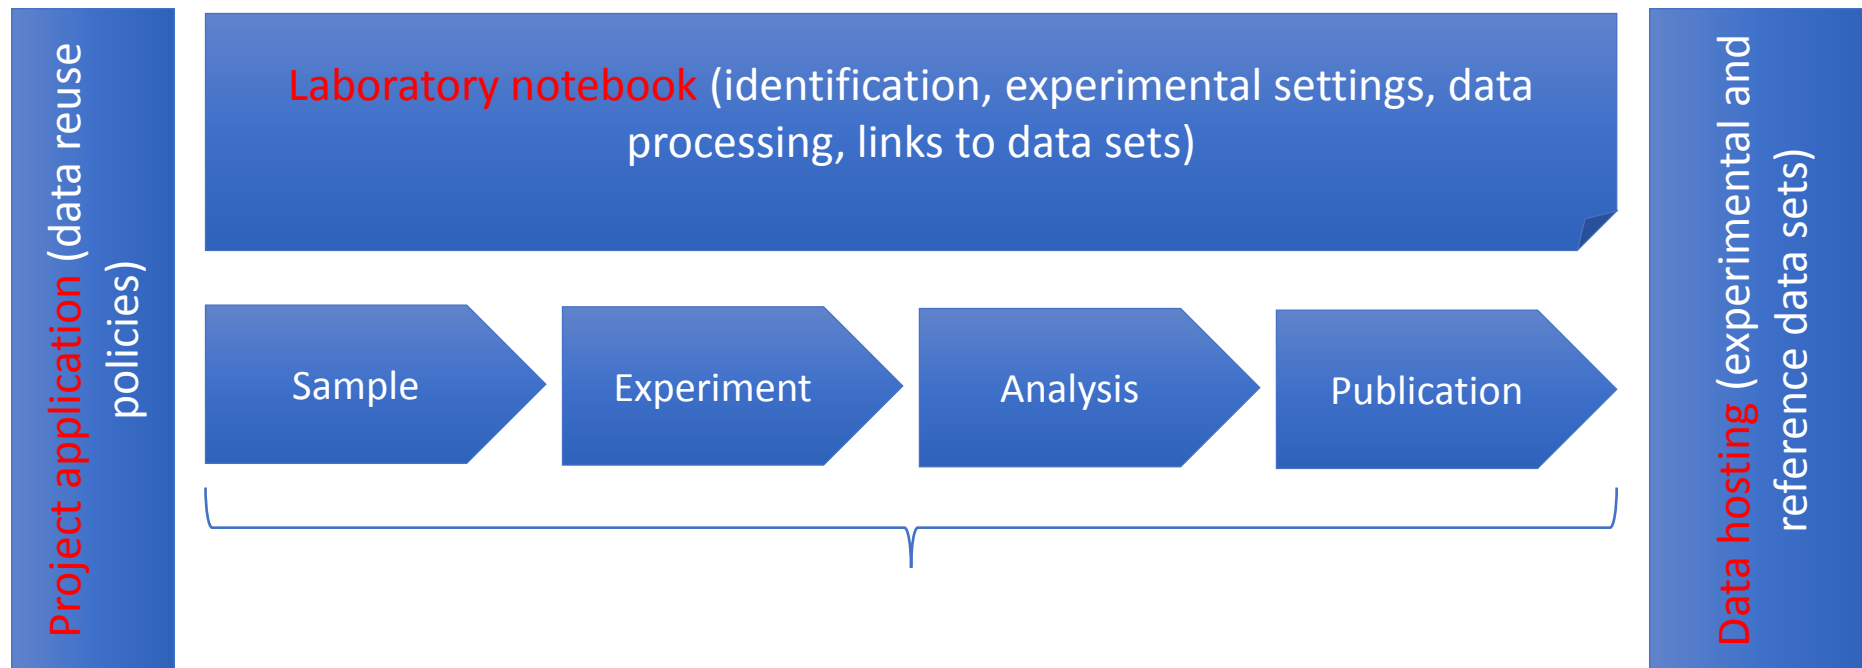 Project application (data reuse
policies)
Laboratory notebook (identification, experimental settings, data
processing, links to data sets)
Sample
Experiment
Analysis
Publication
Data hosting (experimental and
reference data sets)